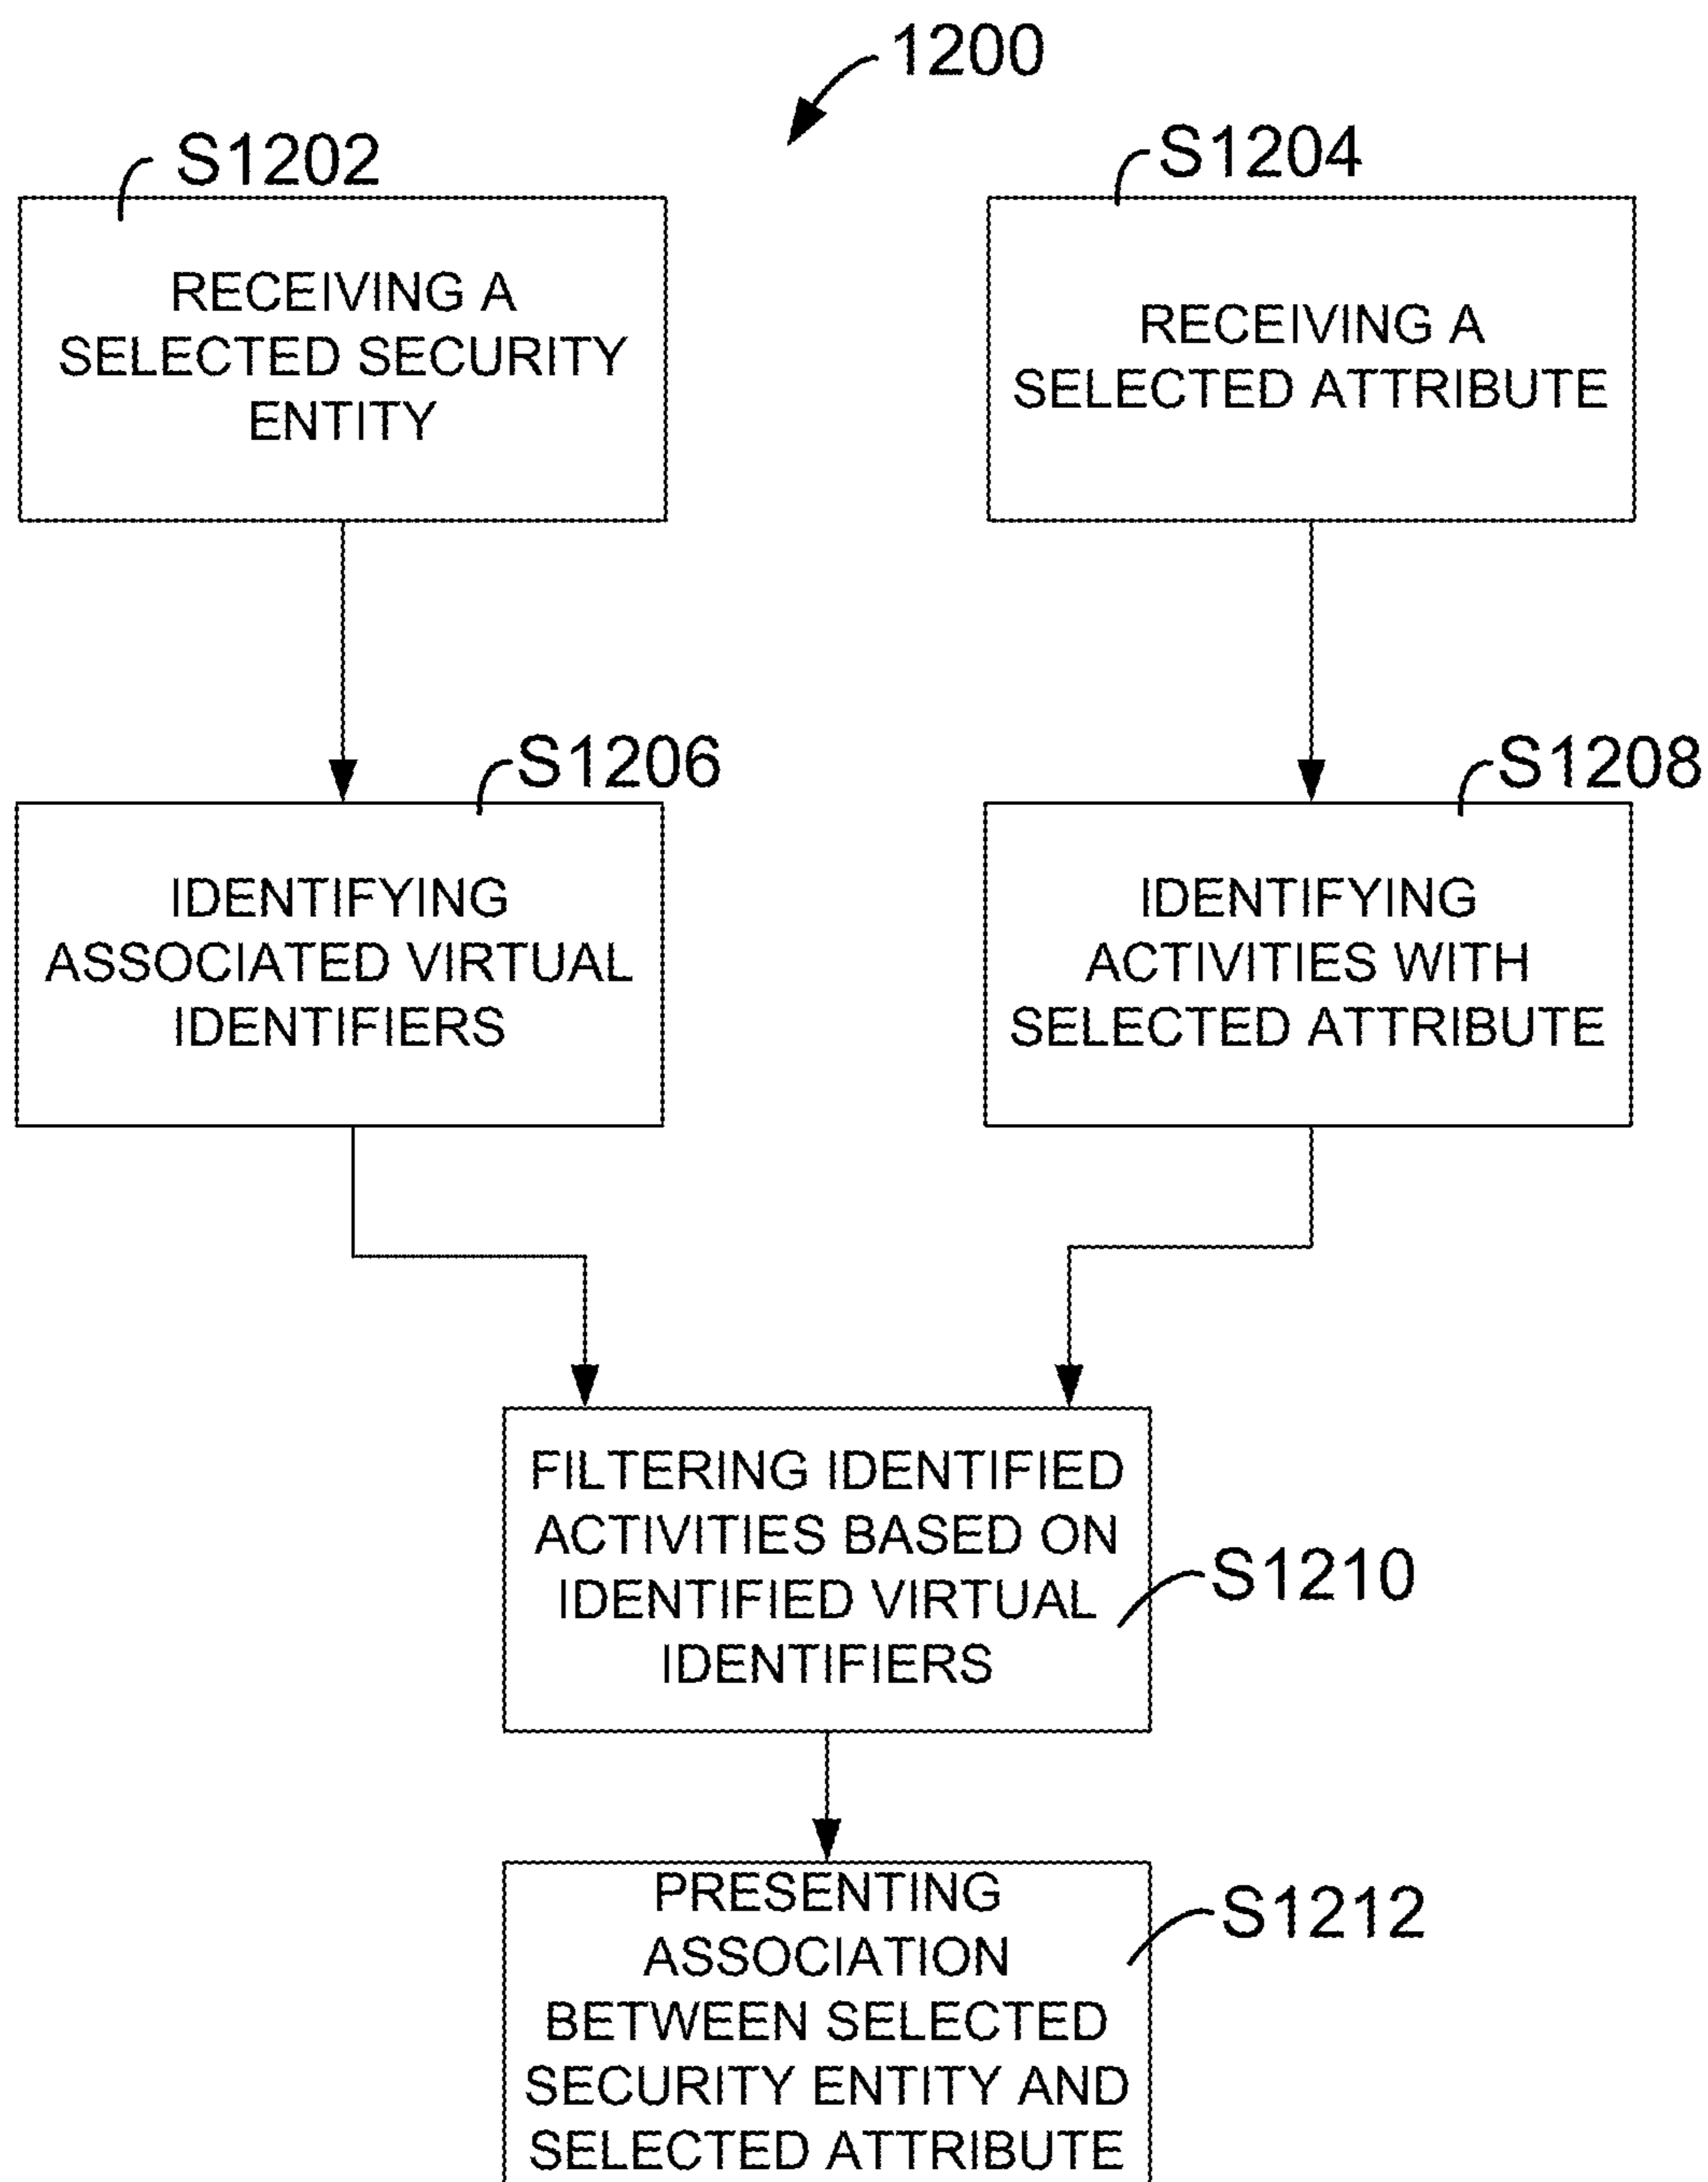 1200
S1202
RECEIVING A
SELECTED SECURITY
ENTITY
S1204
RECEIVING A
SELECTED ATTRIBUTE
S1206
IDENTIFYING
ASSOCIATED VIRTUAL
IDENTIFIERS
S1208
IDENTIFYING
ACTIVITIES WITH
SELECTED ATTRIBUTE
FILTERING IDENTIFIED
ACTIVITIES BASED ON
IDENTIFIED VIRTUAL
IDENTIFIERS
S1210
PRESENTING
ASSOCIATION
BETWEEN SELECTED
SECURITY ENTITY AND
SELECTED ATTRIBUTE
S1212